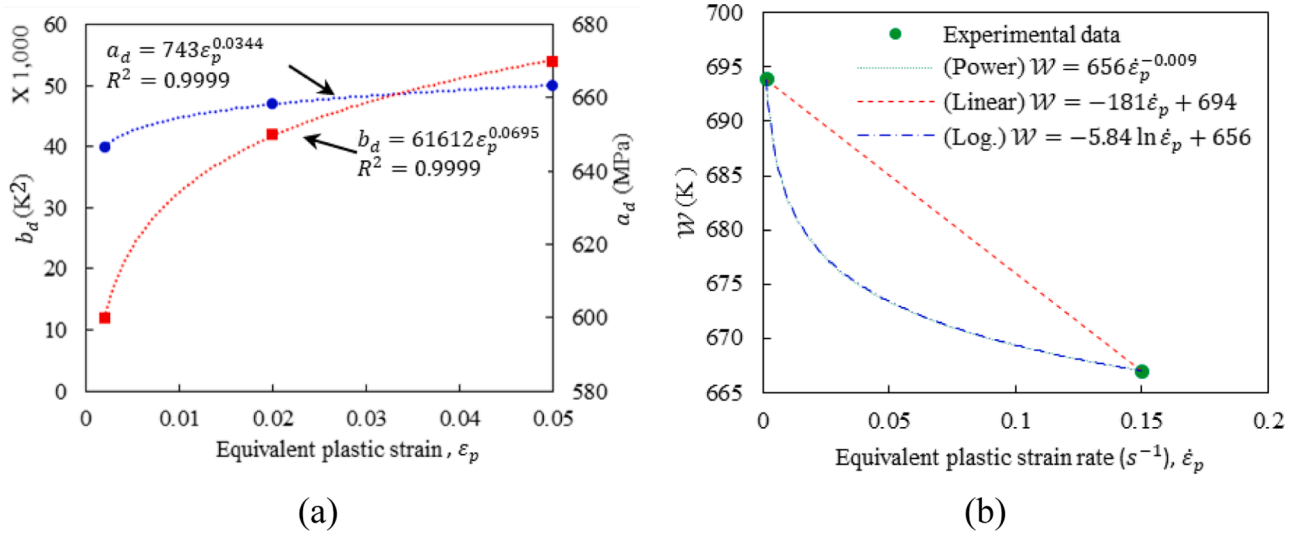 X 1,000
b_d (K²)
60
50
40
30
20
10
0
a_d = 743ε_p^0.0344
R² = 0.9999
b_d = 61612ε_p^0.0695
R² = 0.9999
680
660
640
620
600
580
a_d (MPa)
0 0.01 0.02 0.03 0.04 0.05
Equivalent plastic strain , ε_p
(a)
𝒲 (K)
700
695
690
685
680
675
670
665
Experimental data
(Power) 𝒲 = 656ε̇_p^−0.009
(Linear) 𝒲 = −181ε̇_p + 694
(Log.) 𝒲 = −5.84 ln ε̇_p + 656
0 0.05 0.1 0.15 0.2
Equivalent plastic strain rate (s⁻¹), ε̇_p
(b)